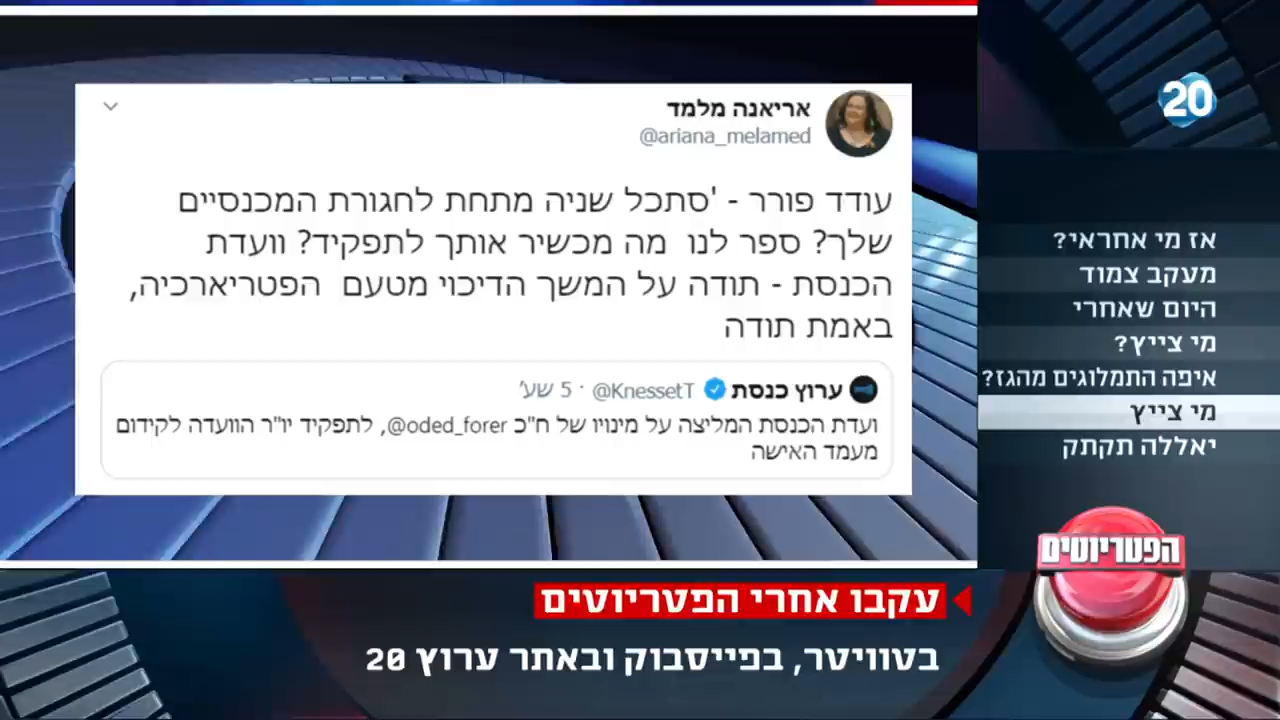 אריאנה מלמד
@ariana_melamed
עודד פורר - 'סתכל שניה מתחת לחגורת המכנסיים
שלך? ספר לנו מה מכשיר אותך לתפקיד? וועדת
הכנסת - תודה על המשך הדיכוי מטעם הפטריארכיה,
באמת תודה
ערוץ כנסת @KnessetT · 5 שע'
ועדת הכנסת המליצה על מינויו של ח"כ @oded_forer, לתפקיד יו"ר הוועדה לקידום
מעמד האישה
20
אז מי אחראי?
מעקב צמוד
היום שאחרי
מי צייץ?
איפה התמלוגים מהגז?
מי צייץ
יאללה תקתק
הפטריוטים
עקבו אחרי הפטריוטים
בטוויטר, בפייסבוק ובאתר ערוץ 20